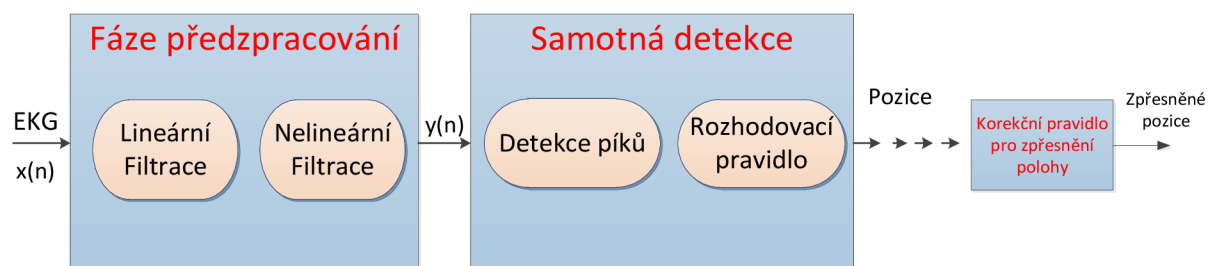 EKG
x(n)
Fáze předzpracování
Lineární
Filtrace
Nelineární
Filtrace
y(n)
Samotná detekce
Detekce píků
Rozhodovací
pravidlo
Pozice
Korekční pravidlo
pro zpřesnění
polohy
Zpřesněné
pozice